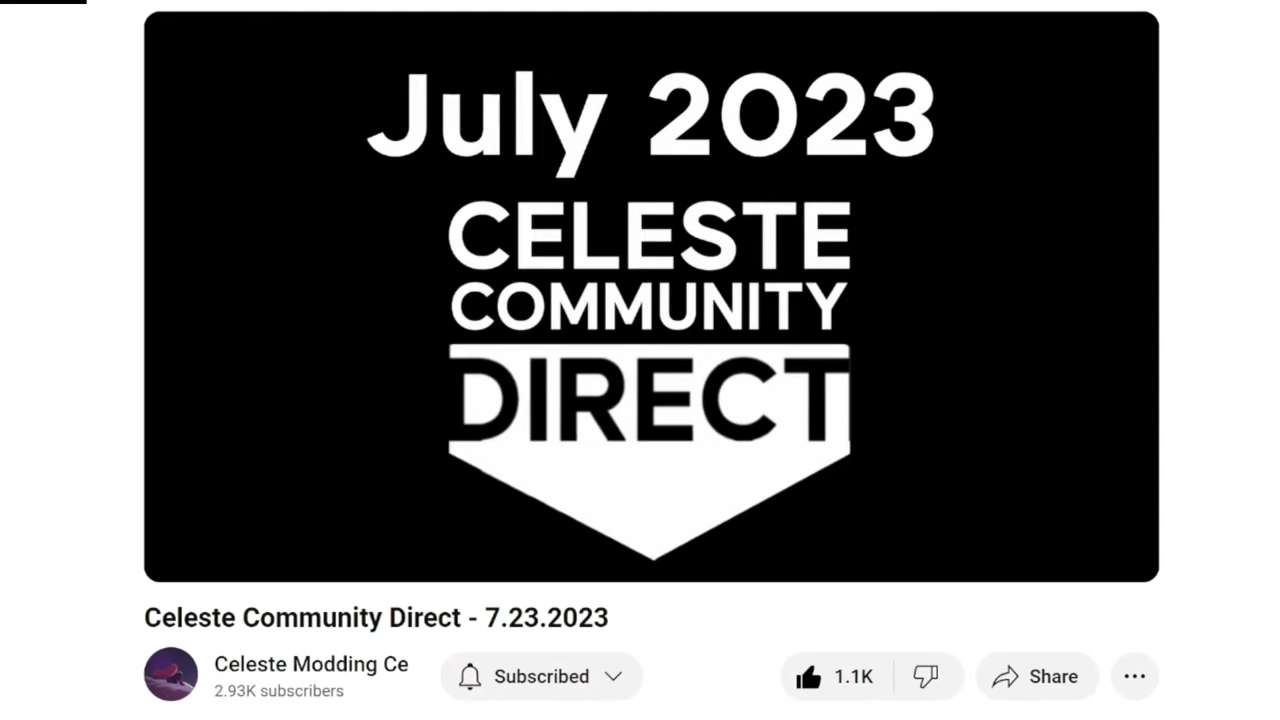 July 2023
CELESTE
COMMUNITY
DIRECT
Celeste Community Direct - 7.23.2023
Celeste Modding Ce
2.93K subscribers
Subscribed
1.1K
Share